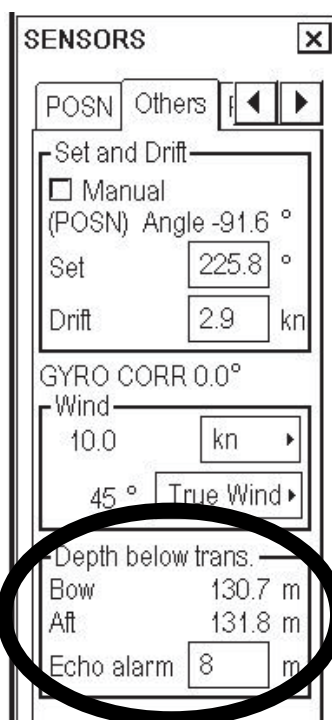 SENSORS
POSN Others
Set and Drift
Manual
(POSN) Angle -91.6 °
Set 225.8 °
Drift 2.9 kn
GYRO CORR 0.0°
Wind
10.0 kn
45 ° True Wind
Depth below trans.
Bow 130.7 m
Aft 131.8 m
Echo alarm 8 m